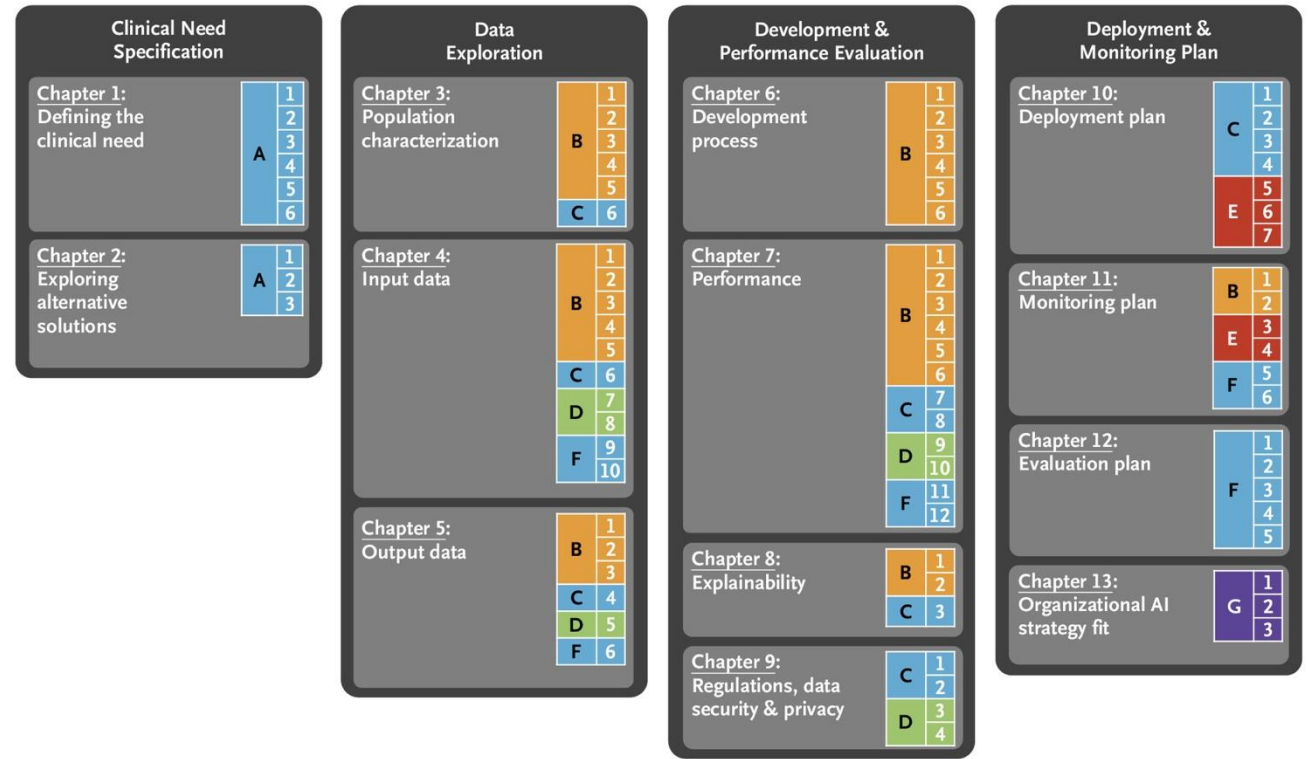 Clinical Need
Specification
Chapter 1:
Defining the
clinical need
A
1
2
3
4
5
6
Chapter 2:
Exploring
alternative
solutions
A
1
2
3
Data
Exploration
Chapter 3:
Population
characterization
B
1
2
3
4
5
C
6
Chapter 4:
Input data
B
1
2
3
4
5
C
6
D
7
8
F
9
10
Chapter 5:
Output data
B
1
2
3
C
4
D
5
F
6
Development &
Performance Evaluation
Chapter 6:
Development
process
B
1
2
3
4
5
6
Chapter 7:
Performance
B
1
2
3
4
5
6
C
7
8
D
9
10
F
11
12
Chapter 8:
Explainability
B
1
2
C
3
Chapter 9:
Regulations, data
security & privacy
C
1
2
D
3
4
Deployment &
Monitoring Plan
Chapter 10:
Deployment plan
C
1
2
3
4
E
5
6
7
Chapter 11:
Monitoring plan
B
1
2
E
3
4
F
5
6
Chapter 12:
Evaluation plan
F
1
2
3
4
5
Chapter 13:
Organizational AI
strategy fit
G
1
2
3